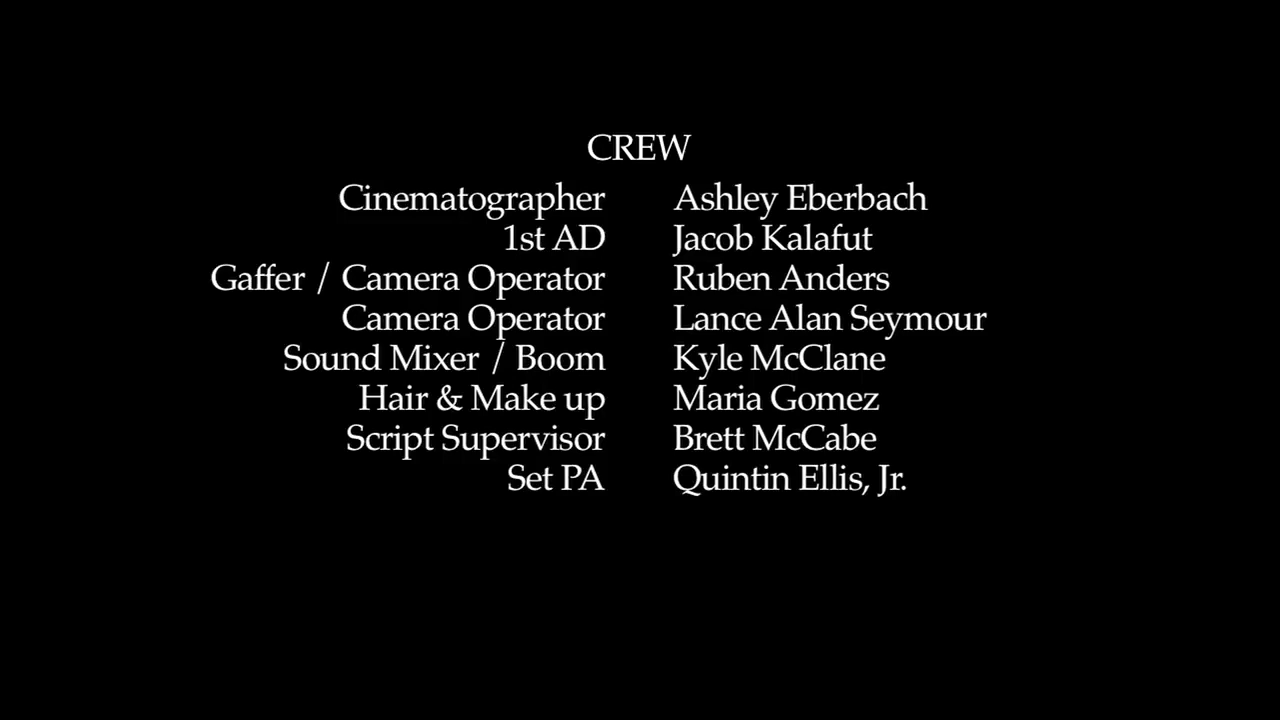 CREW
Cinematographer Ashley Eberbach
1st AD Jacob Kalafut
Gaffer / Camera Operator Ruben Anders
Camera Operator Lance Alan Seymour
Sound Mixer / Boom Kyle McClane
Hair & Make up Maria Gomez
Script Supervisor Brett McCabe
Set PA Quintin Ellis, Jr.